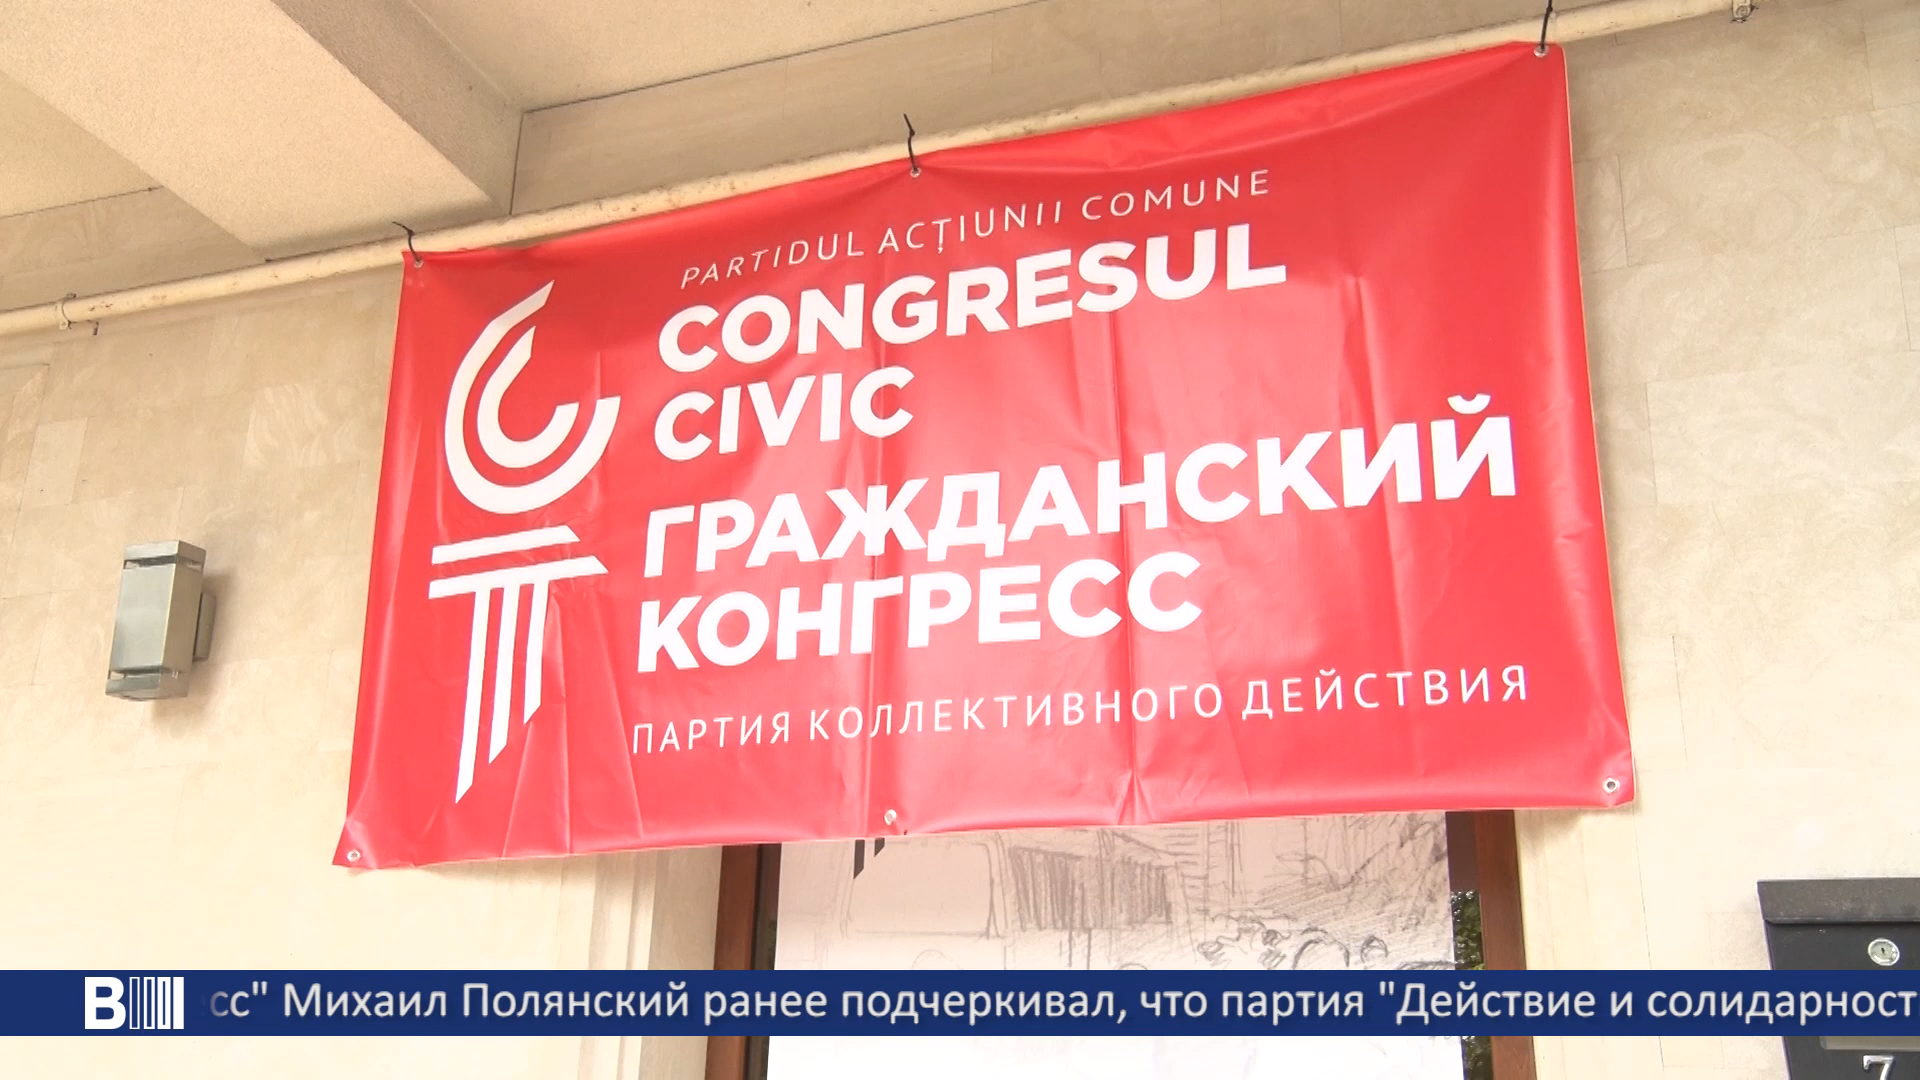 PARTIDUL ACȚIUNII COMUNE
CONGRESUL
CIVIC
ГРАЖДАНСКИЙ
КОНГРЕСС
ПАРТИЯ КОЛЛЕКТИВНОГО ДЕЙСТВИЯ
B сс" Михаил Полянский ранее подчеркивал, что партия "Действие и солидарност
7